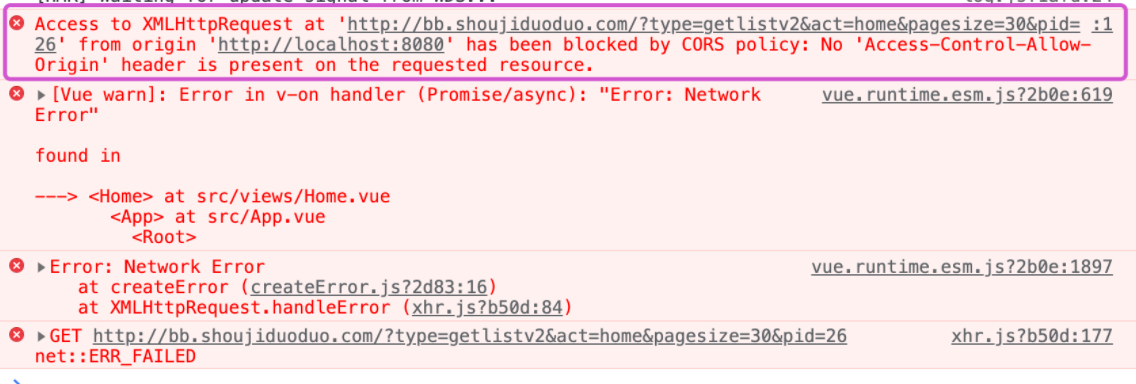 Access to XMLHttpRequest at 'http://bb.shoujiduoduo.com/?type=getlistv2&act=home&pagesize=30&pid= :1
26' from origin 'http://localhost:8080' has been blocked by CORS policy: No 'Access-Control-Allow-
Origin' header is present on the requested resource.
[Vue warn]: Error in v-on handler (Promise/async): "Error: Network vue.runtime.esm.js?2b0e:619
Error"
found in
---> <Home> at src/views/Home.vue
<App> at src/App.vue
<Root>
Error: Network Error vue.runtime.esm.js?2b0e:1897
at createError (createError.js?2d83:16)
at XMLHttpRequest.handleError (xhr.js?b50d:84)
GET http://bb.shoujiduoduo.com/?type=getlistv2&act=home&pagesize=30&pid=26 xhr.js?b50d:177
net::ERR_FAILED